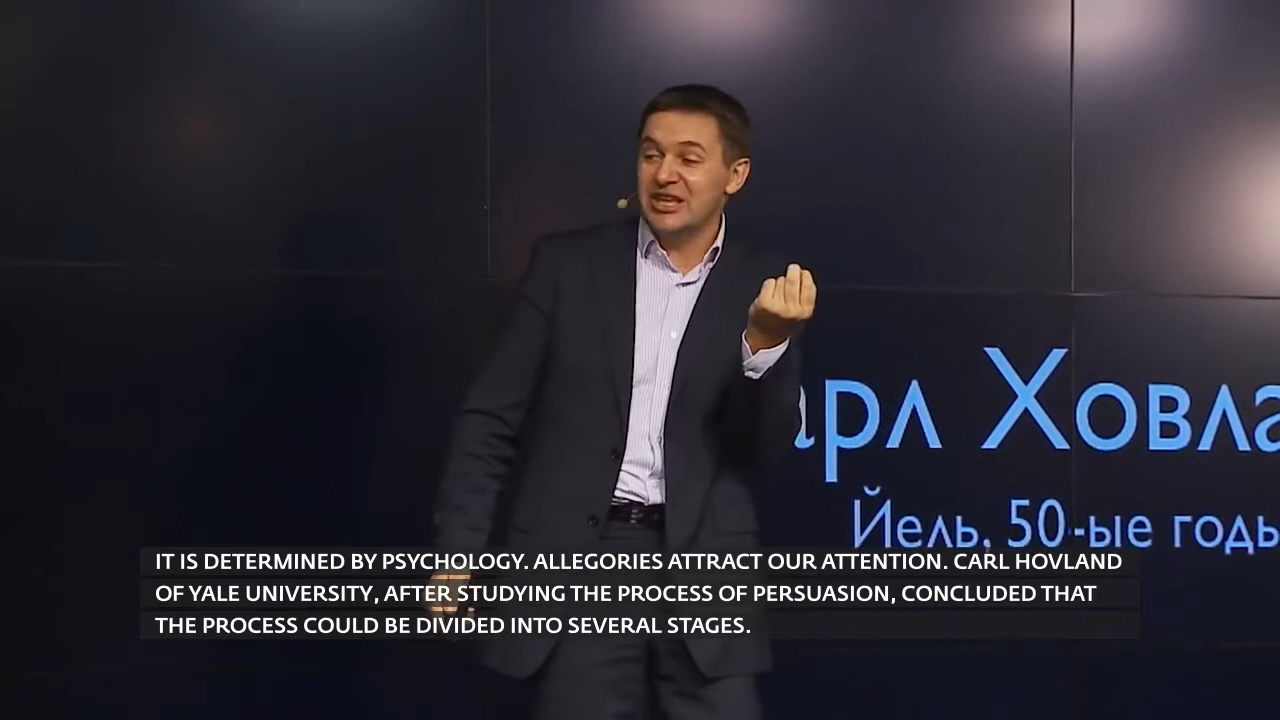 арл Ховла
Йель, 50-ые годы
IT IS DETERMINED BY PSYCHOLOGY. ALLEGORIES ATTRACT OUR ATTENTION. CARL HOVLAND
OF YALE UNIVERSITY, AFTER STUDYING THE PROCESS OF PERSUASION, CONCLUDED THAT
THE PROCESS COULD BE DIVIDED INTO SEVERAL STAGES.